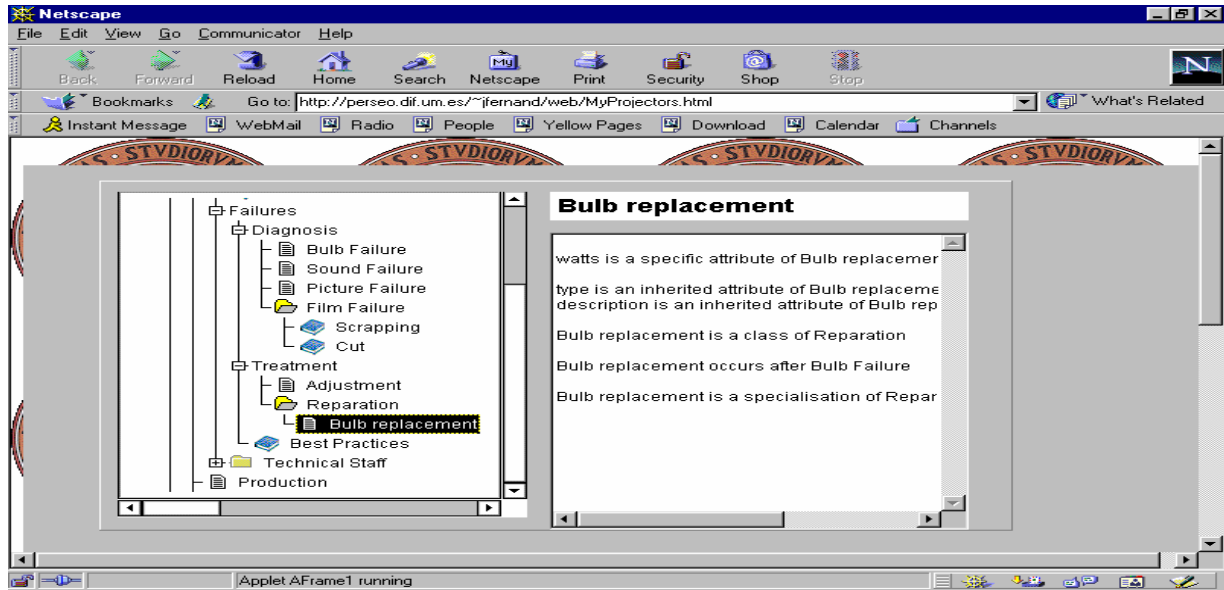 Netscape
File Edit View Go Communicator Help
Back Forward Reload Home Search Netscape Print Security Shop Stop
My
N
Bookmarks Go to: http://perseo.dif.um.es/~jfernand/web/MyProjectors.html What's Related
Instant Message WebMail Radio People Yellow Pages Download Calendar Channels
S · STVDIORVM S · STVDIORVM S · STVDIORVM S · STVDIORVM
Failures
Diagnosis
Bulb Failure
Sound Failure
Picture Failure
Film Failure
Scrapping
Cut
Treatment
Adjustment
Reparation
Bulb replacement
Best Practices
Technical Staff
Production
Bulb replacement
watts is a specific attribute of Bulb replacemer
type is an inherited attribute of Bulb replaceme
description is an inherited attribute of Bulb rep
Bulb replacement is a class of Reparation
Bulb replacement occurs after Bulb Failure
Bulb replacement is a specialisation of Repar
Applet AFrame1 running